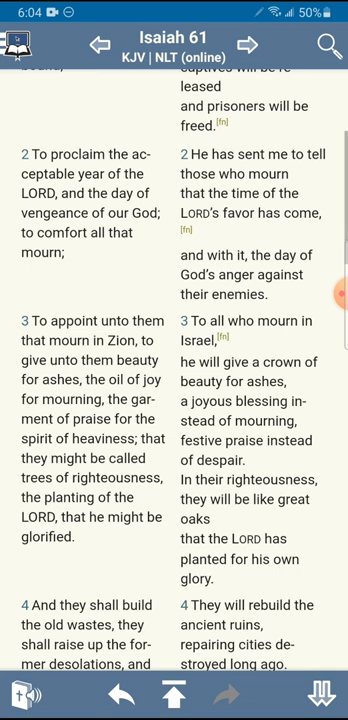 6:04
50%
Isaiah 61
KJV | NLT (online)
bound;
2 To proclaim the ac-
ceptable year of the
LORD, and the day of
vengeance of our God;
to comfort all that
mourn;
3 To appoint unto them
that mourn in Zion, to
give unto them beauty
for ashes, the oil of joy
for mourning, the gar-
ment of praise for the
spirit of heaviness; that
they might be called
trees of righteousness,
the planting of the
LORD, that he might be
glorified.
4 And they shall build
the old wastes, they
shall raise up the for-
mer desolations, and
captives will be re-
leased
and prisoners will be
freed.[fn]
2 He has sent me to tell
those who mourn
that the time of the
LORD’s favor has come,
[fn]
and with it, the day of
God’s anger against
their enemies.
3 To all who mourn in
Israel,[fn]
he will give a crown of
beauty for ashes,
a joyous blessing in-
stead of mourning,
festive praise instead
of despair.
In their righteousness,
they will be like great
oaks
that the LORD has
planted for his own
glory.
4 They will rebuild the
ancient ruins,
repairing cities de-
stroyed long ago.